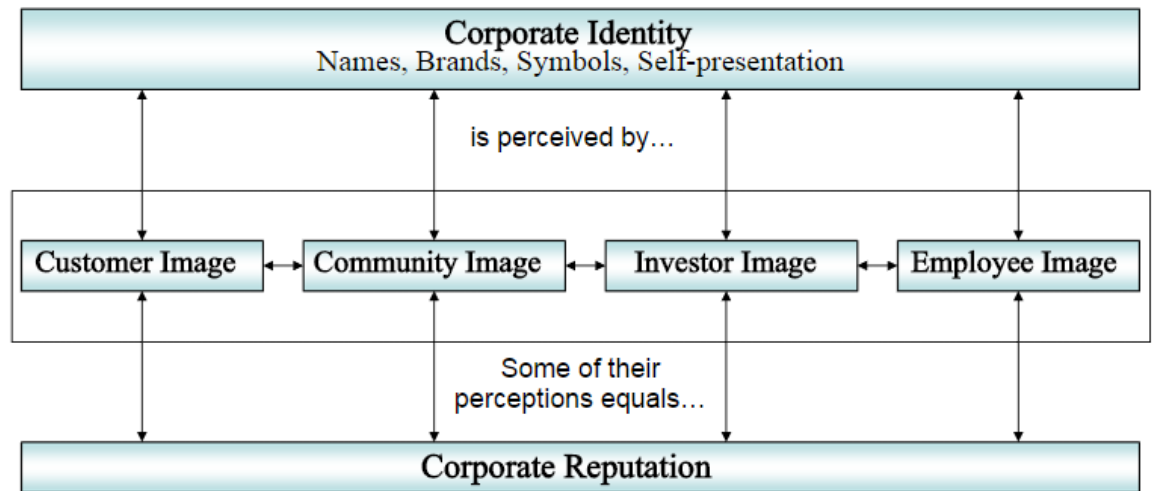 Corporate Identity
Names, Brands, Symbols, Self-presentation
is perceived by…
Customer Image
Community Image
Investor Image
Employee Image
Some of their
perceptions equals…
Corporate Reputation